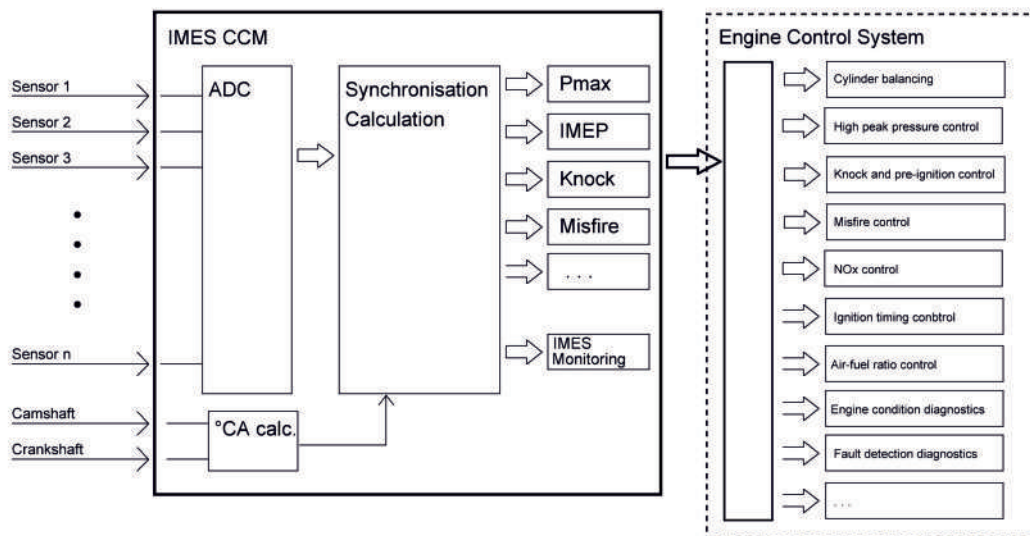 IMES CCM
Sensor 1
Sensor 2
Sensor 3
Sensor n
Camshaft
Crankshaft
ADC
°CA calc.
Synchronisation
Calculation
Pmax
IMEP
Knock
Misfire
. . .
IMES
Monitoring
Engine Control System
Cylinder balancing
High peak pressure control
Knock and pre-ignition control
Misfire control
NOx control
Ignition timing conbtrol
Air-fuel ratio control
Engine condition diagnostics
Fault detection diagnostics
. . .